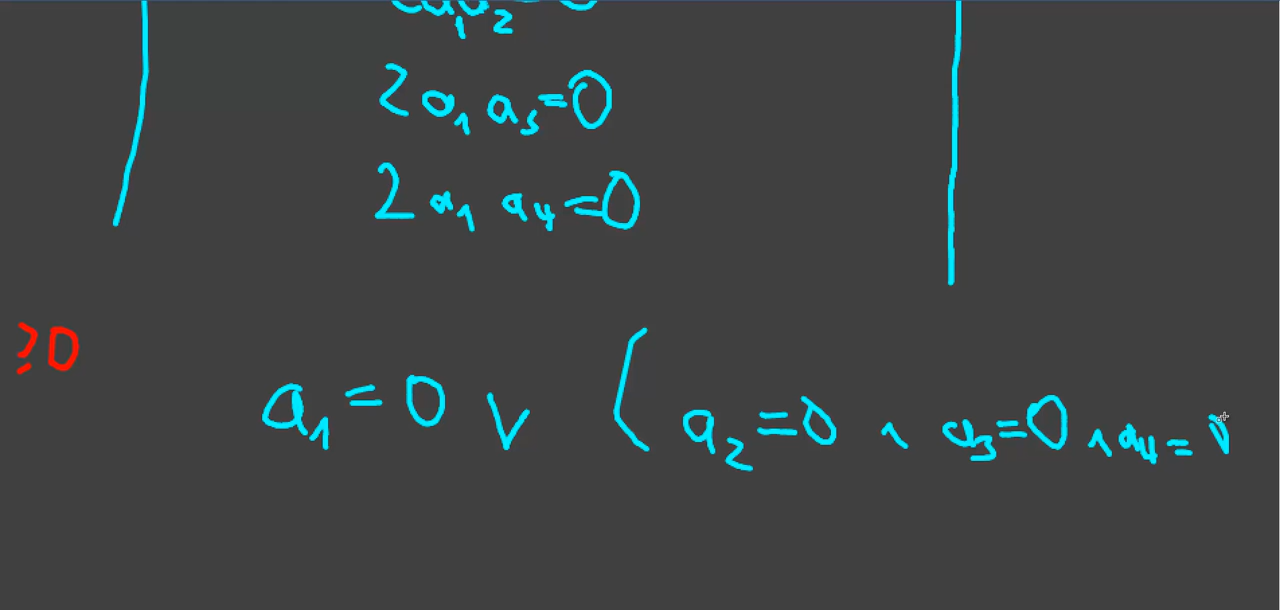 2a₁a₃=0
2a₁a₄=0
≥0
a₁=0 ∨ (a₂=0 ∧ a₃=0 ∧ a₄=